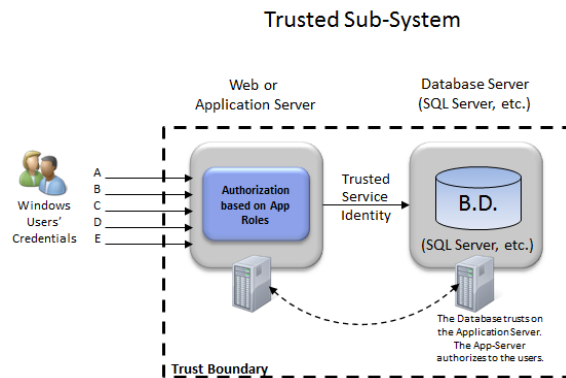 Trusted Sub-System
Web or
Application Server
Database Server
(SQL Server, etc.)
Windows
Users'
Credentials
A
B
C
D
E
Authorization
based on App
Roles
Trusted
Service
Identity
B.D.
(SQL Server, etc.)
The Database trusts on
the Application Server.
The App-Server
authorizes to the users.
Trust Boundary